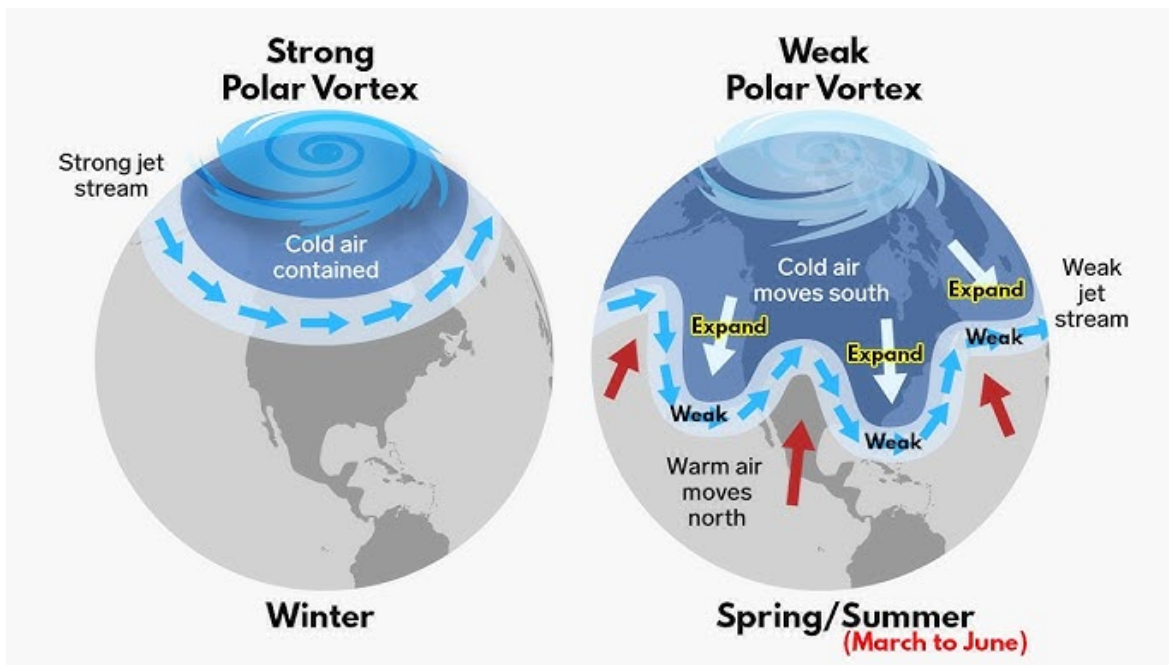 Strong
Polar Vortex
Strong jet
stream
Cold air
contained
Winter
Weak
Polar Vortex
Cold air
moves south
Expand
Expand
Expand
Weak
jet
stream
Weak
Weak
Weak
Warm air
moves
north
Spring/Summer
(March to June)